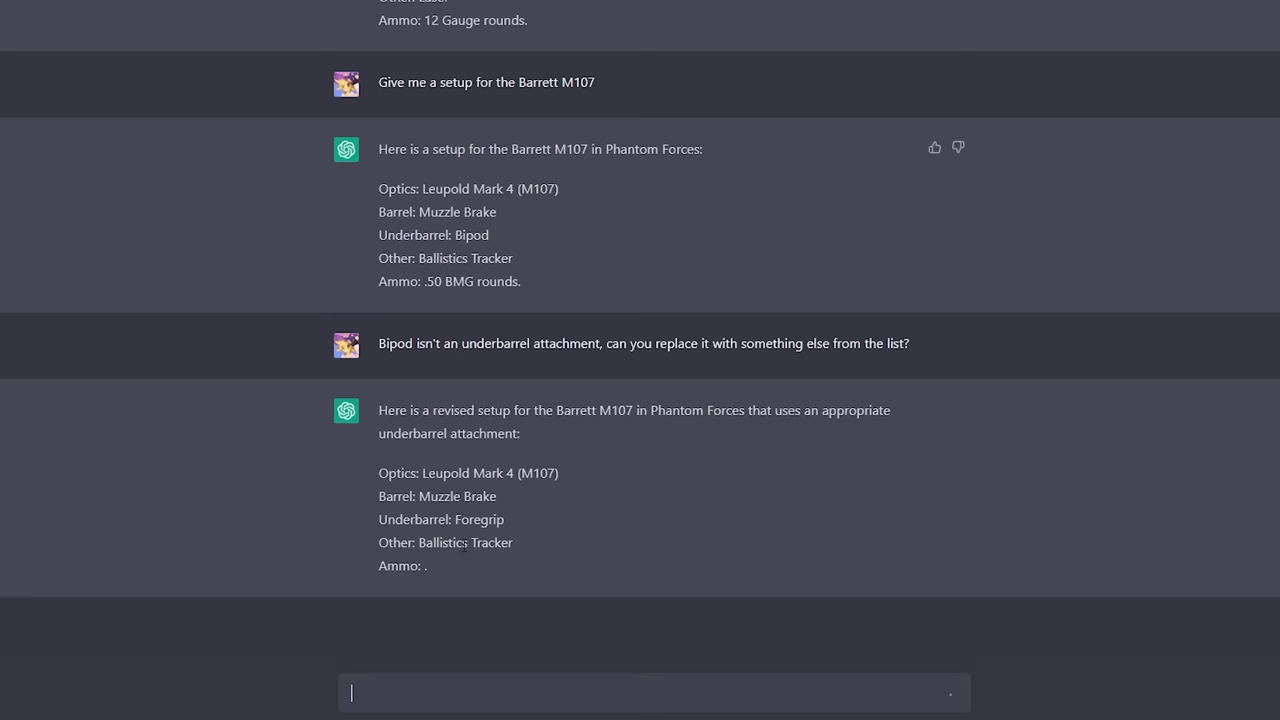 Ammo: 12 Gauge rounds.
Give me a setup for the Barrett M107
Here is a setup for the Barrett M107 in Phantom Forces:
Optics: Leupold Mark 4 (M107)
Barrel: Muzzle Brake
Underbarrel: Bipod
Other: Ballistics Tracker
Ammo: .50 BMG rounds.
Bipod isn't an underbarrel attachment, can you replace it with something else from the list?
Here is a revised setup for the Barrett M107 in Phantom Forces that uses an appropriate
underbarrel attachment:
Optics: Leupold Mark 4 (M107)
Barrel: Muzzle Brake
Underbarrel: Foregrip
Other: Ballistics Tracker
Ammo: .